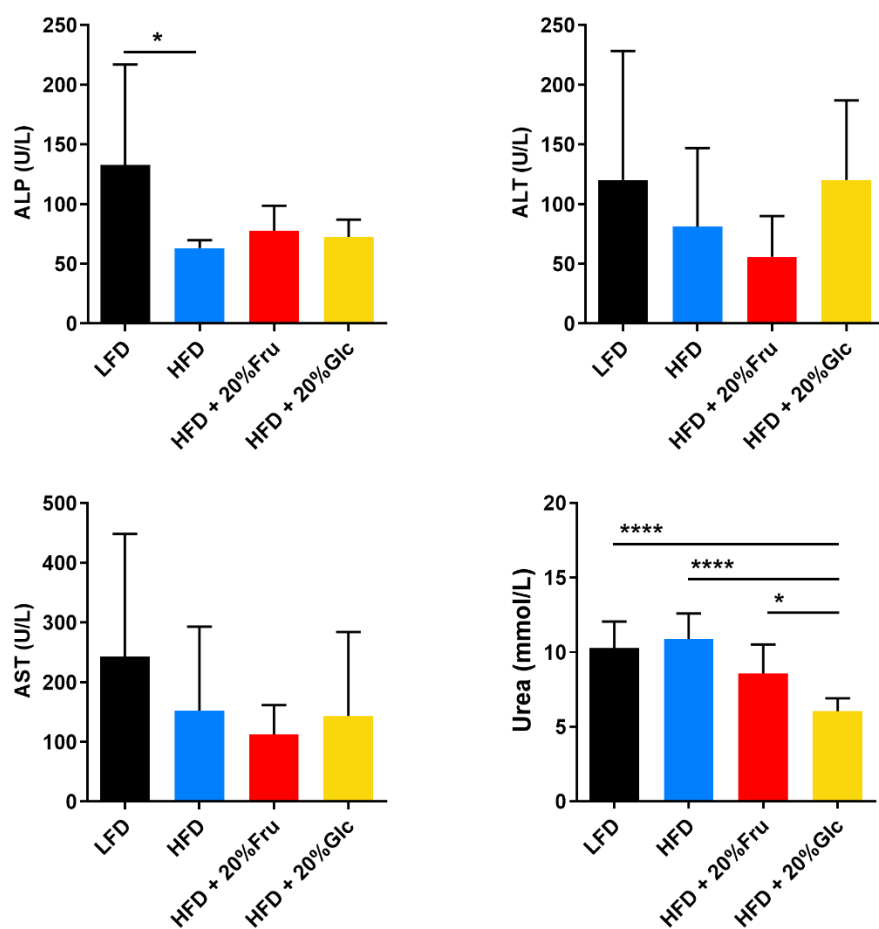 250
200
150
100
50
0
ALP (U/L)
*
LFD
HFD
HFD + 20%Fru
HFD + 20%Glc
250
200
150
100
50
0
ALT (U/L)
LFD
HFD
HFD + 20%Fru
HFD + 20%Glc
500
400
300
200
100
0
AST (U/L)
LFD
HFD
HFD + 20%Fru
HFD + 20%Glc
20
15
10
5
0
Urea (mmol/L)
****
****
*
LFD
HFD
HFD + 20%Fru
HFD + 20%Glc